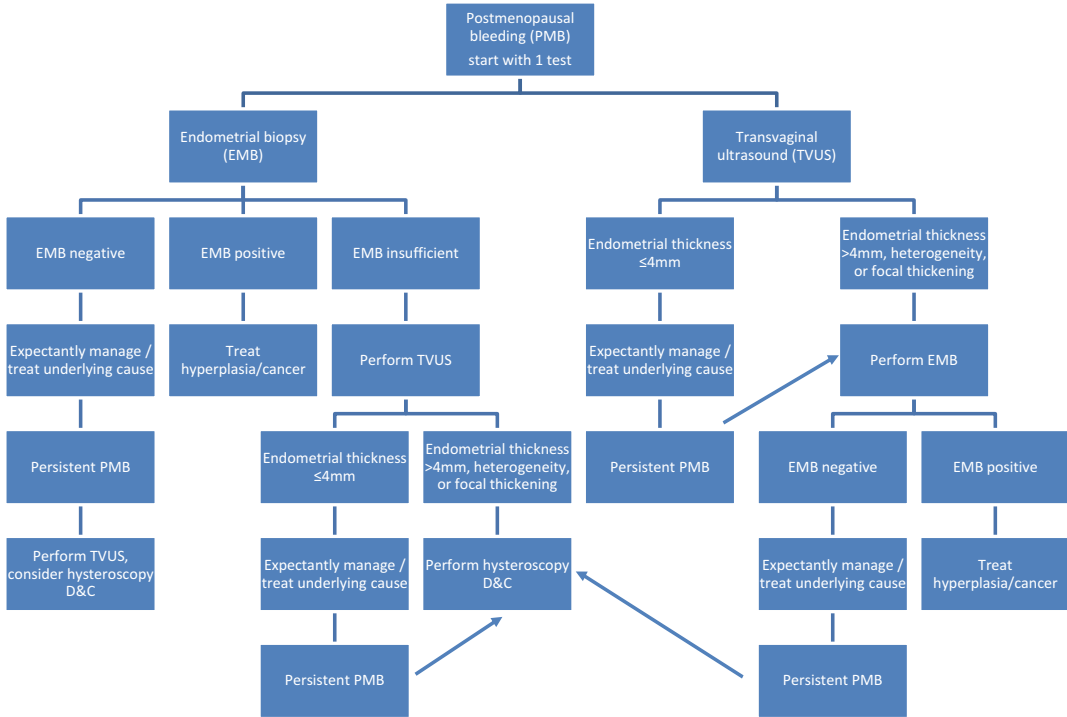 Postmenopausal
bleeding (PMB)
start with 1 test
Endometrial biopsy
(EMB)
Transvaginal
ultrasound (TVUS)
EMB negative
EMB positive
EMB insufficient
Endometrial thickness
≤4mm
Endometrial thickness
>4mm, heterogeneity,
or focal thickening
Expectantly manage /
treat underlying cause
Treat
hyperplasia/cancer
Perform TVUS
Expectantly manage /
treat underlying cause
Perform EMB
Persistent PMB
Endometrial thickness
≤4mm
Endometrial thickness
>4mm, heterogeneity,
or focal thickening
Persistent PMB
EMB negative
EMB positive
Perform TVUS,
consider hysteroscopy
D&C
Expectantly manage /
treat underlying cause
Perform hysteroscopy
D&C
Expectantly manage /
treat underlying cause
Treat
hyperplasia/cancer
Persistent PMB
Persistent PMB